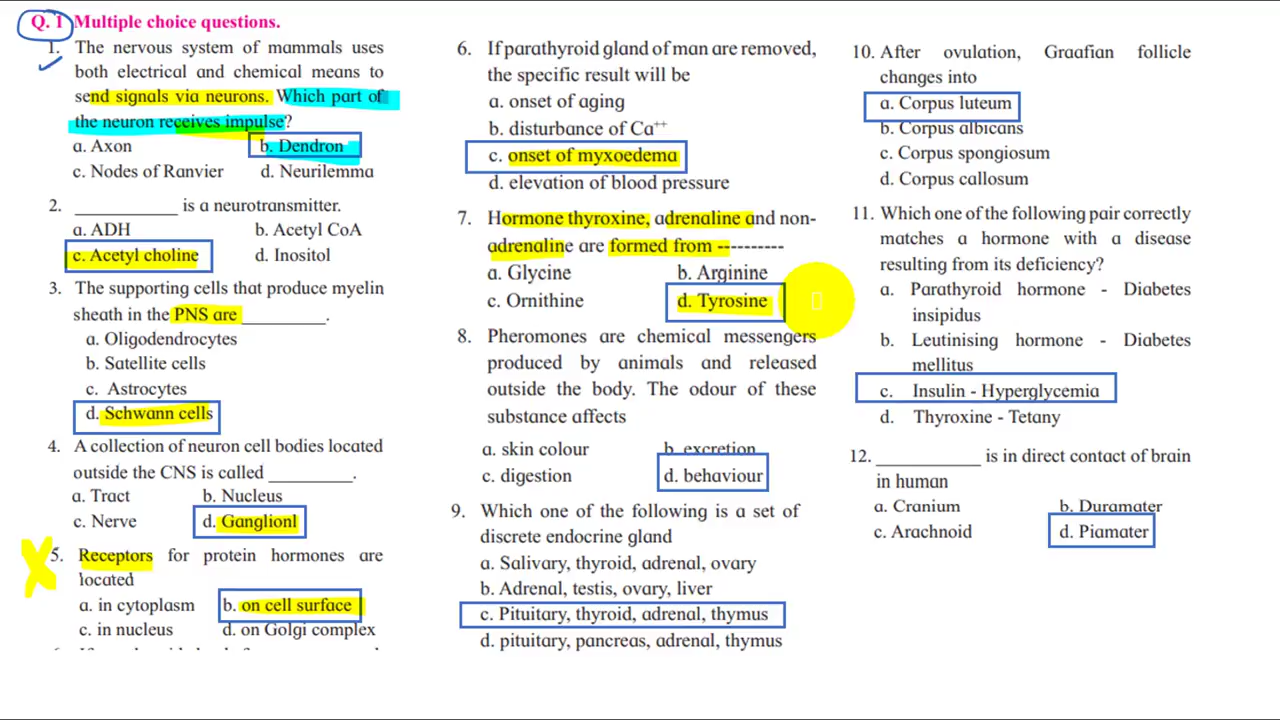 Q. 1 Multiple choice questions.
1. The nervous system of mammals uses
both electrical and chemical means to
send signals via neurons. Which part of
the neuron receives impulse?
a. Axon b. Dendron
c. Nodes of Ranvier d. Neurilemma
2. ___________ is a neurotransmitter.
a. ADH b. Acetyl CoA
c. Acetyl choline d. Inositol
3. The supporting cells that produce myelin
sheath in the PNS are _________.
a. Oligodendrocytes
b. Satellite cells
c. Astrocytes
d. Schwann cells
4. A collection of neuron cell bodies located
outside the CNS is called _________.
a. Tract b. Nucleus
c. Nerve d. Ganglionl
5. Receptors for protein hormones are
located
a. in cytoplasm b. on cell surface
c. in nucleus d. on Golgi complex
6. If parathyroid gland of man are removed,
the specific result will be
a. onset of aging
b. disturbance of Ca++
c. onset of myxoedema
d. elevation of blood pressure
7. Hormone thyroxine, adrenaline and non-
adrenaline are formed from ----------
a. Glycine b. Arginine
c. Ornithine d. Tyrosine
8. Pheromones are chemical messengers
produced by animals and released
outside the body. The odour of these
substance affects
a. skin colour b. excretion
c. digestion d. behaviour
9. Which one of the following is a set of
discrete endocrine gland
a. Salivary, thyroid, adrenal, ovary
b. Adrenal, testis, ovary, liver
c. Pituitary, thyroid, adrenal, thymus
d. pituitary, pancreas, adrenal, thymus
10. After ovulation, Graafian follicle
changes into
a. Corpus luteum
b. Corpus albicans
c. Corpus spongiosum
d. Corpus callosum
11. Which one of the following pair correctly
matches a hormone with a disease
resulting from its deficiency?
a. Parathyroid hormone - Diabetes
insipidus
b. Leutinising hormone - Diabetes
mellitus
c. Insulin - Hyperglycemia
d. Thyroxine - Tetany
12. ___________ is in direct contact of brain
in human
a. Cranium b. Duramater
c. Arachnoid d. Piamater